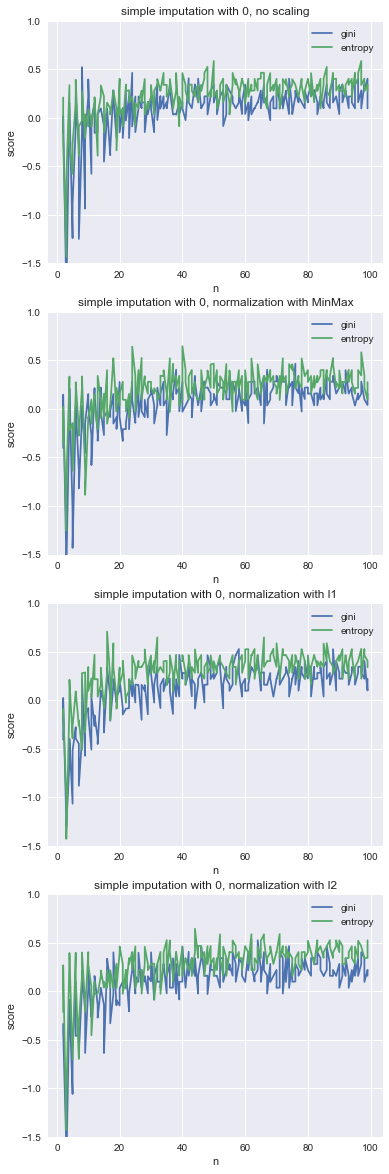 simple imputation with 0, no scaling
1.0
gini
entropy
0.5
0.0
score
−0.5
−1.0
−1.5
0 20 40 60 80 100
n
simple imputation with 0, normalization with MinMax
1.0
gini
entropy
0.5
0.0
score
−0.5
−1.0
−1.5
0 20 40 60 80 100
n
simple imputation with 0, normalization with l1
1.0
gini
entropy
0.5
0.0
score
−0.5
−1.0
−1.5
0 20 40 60 80 100
n
simple imputation with 0, normalization with l2
1.0
gini
entropy
0.5
0.0
score
−0.5
−1.0
−1.5
0 20 40 60 80 100
n